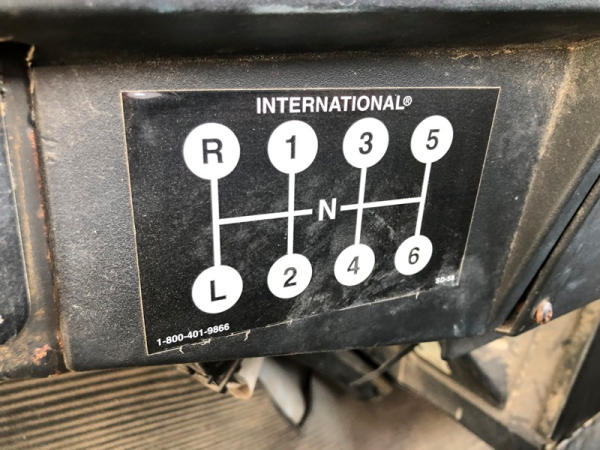 INTERNATIONAL®
R 1 3 5
N
L 2 4 6
1-800-401-9866